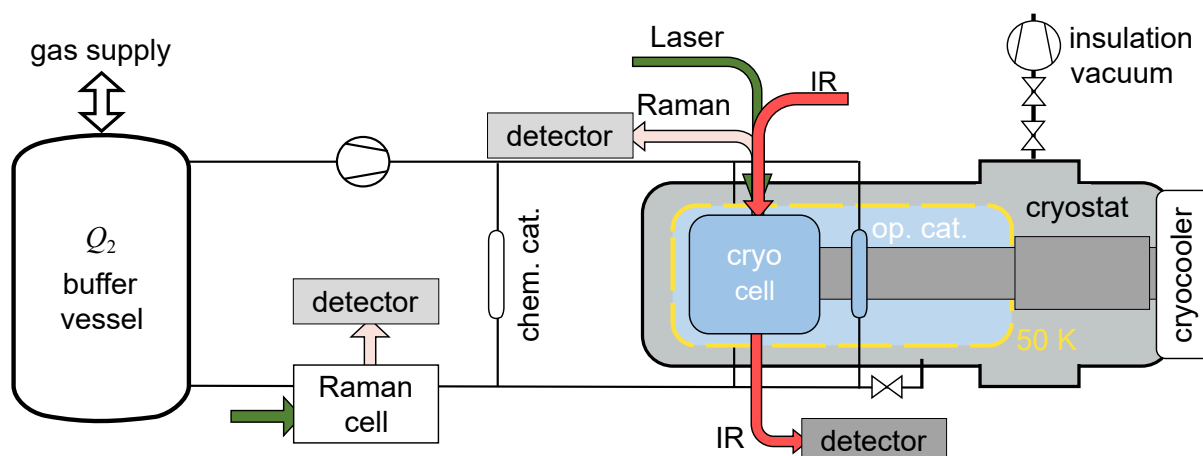 gas supply
Laser
IR
insulation
vacuum
Raman
detector
Q₂
buffer
vessel
chem. cat.
detector
Raman
cell
cryo
cell
op. cat.
cryostat
50 K
cryocooler
IR
detector